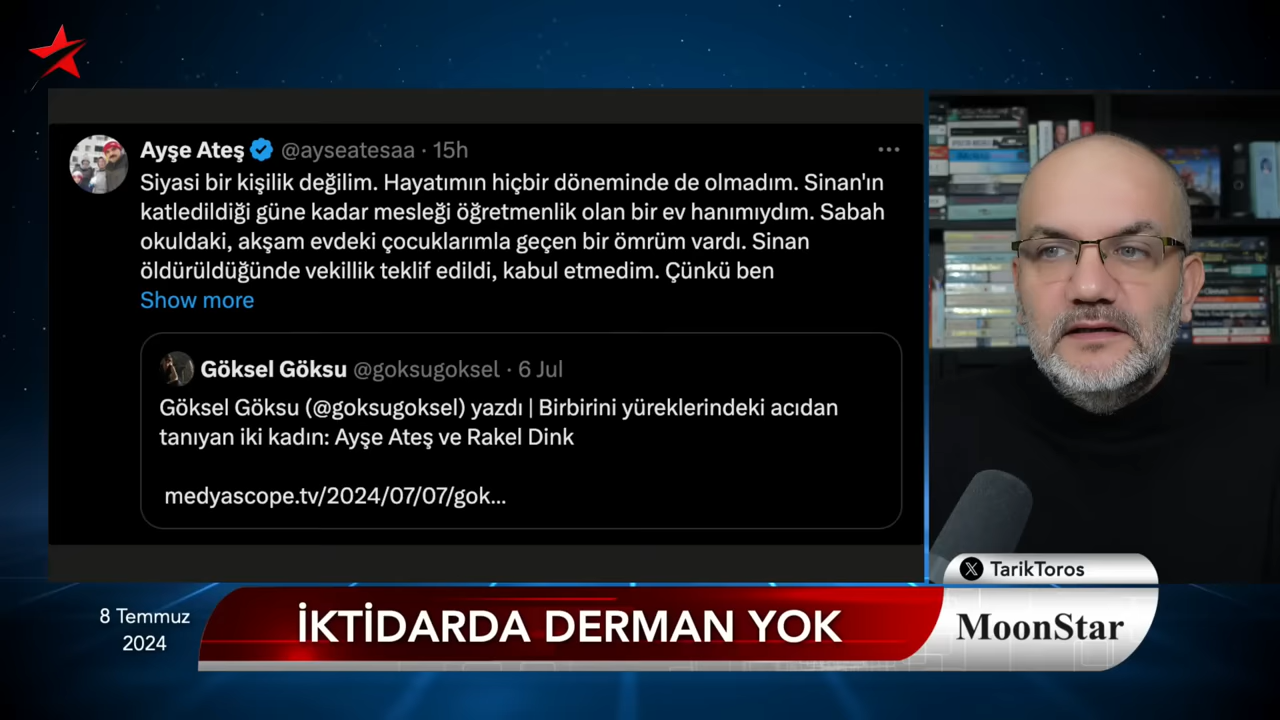 Ayşe Ateş @ayseatesaa · 15h
Siyasi bir kişilik değilim. Hayatımın hiçbir döneminde de olmadım. Sinan'ın
katledildiği güne kadar mesleği öğretmenlik olan bir ev hanımıydım. Sabah
okuldaki, akşam evdeki çocuklarımla geçen bir ömrüm vardı. Sinan
öldürüldüğünde vekillik teklif edildi, kabul etmedim. Çünkü ben
Show more
Göksel Göksu @goksugoksel · 6 Jul
Göksel Göksu (@goksugoksel) yazdı | Birbirini yüreklerindeki acıdan
tanıyan iki kadın: Ayşe Ateş ve Rakel Dink
medyascope.tv/2024/07/07/gok...
TarikToros
8 Temmuz
2024
İKTİDARDA DERMAN YOK
MoonStar